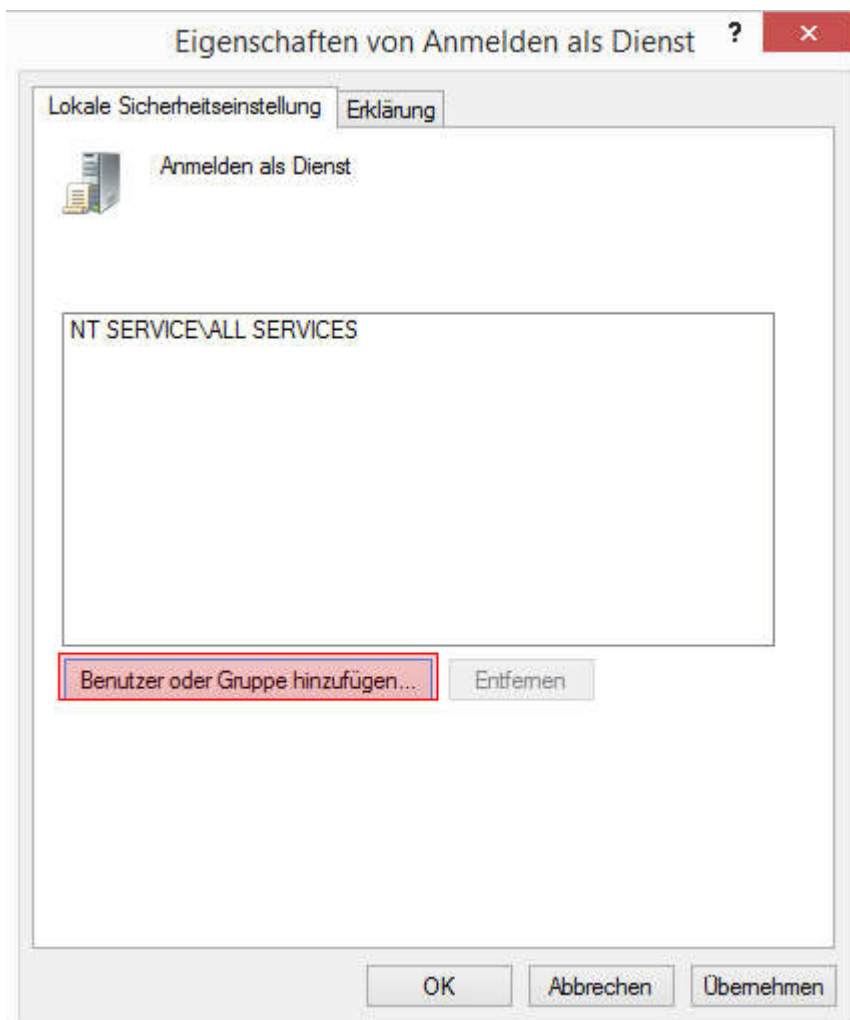 Eigenschaften von Anmelden als Dienst ?
Lokale Sicherheitseinstellung Erklärung
Anmelden als Dienst
NT SERVICE\ALL SERVICES
Benutzer oder Gruppe hinzufügen... Entfernen
OK Abbrechen Übernehmen